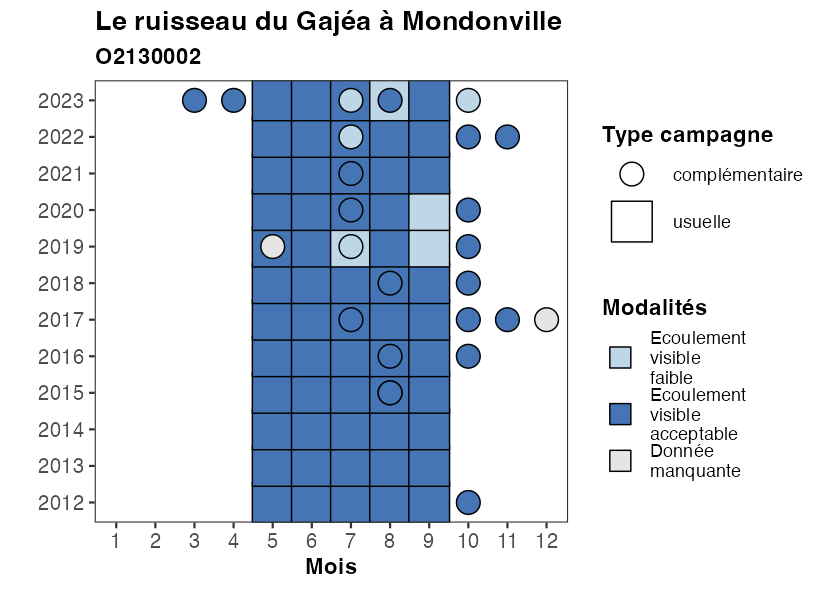 Le ruisseau du Gajéa à Mondonville
O2130002
2023
2022
2021
2020
2019
2018
2017
2016
2015
2014
2013
2012
1 2 3 4 5 6 7 8 9 10 11 12
Mois
Type campagne
complémentaire
usuelle
Modalités
Ecoulement
visible
faible
Ecoulement
visible
acceptable
Donnée
manquante